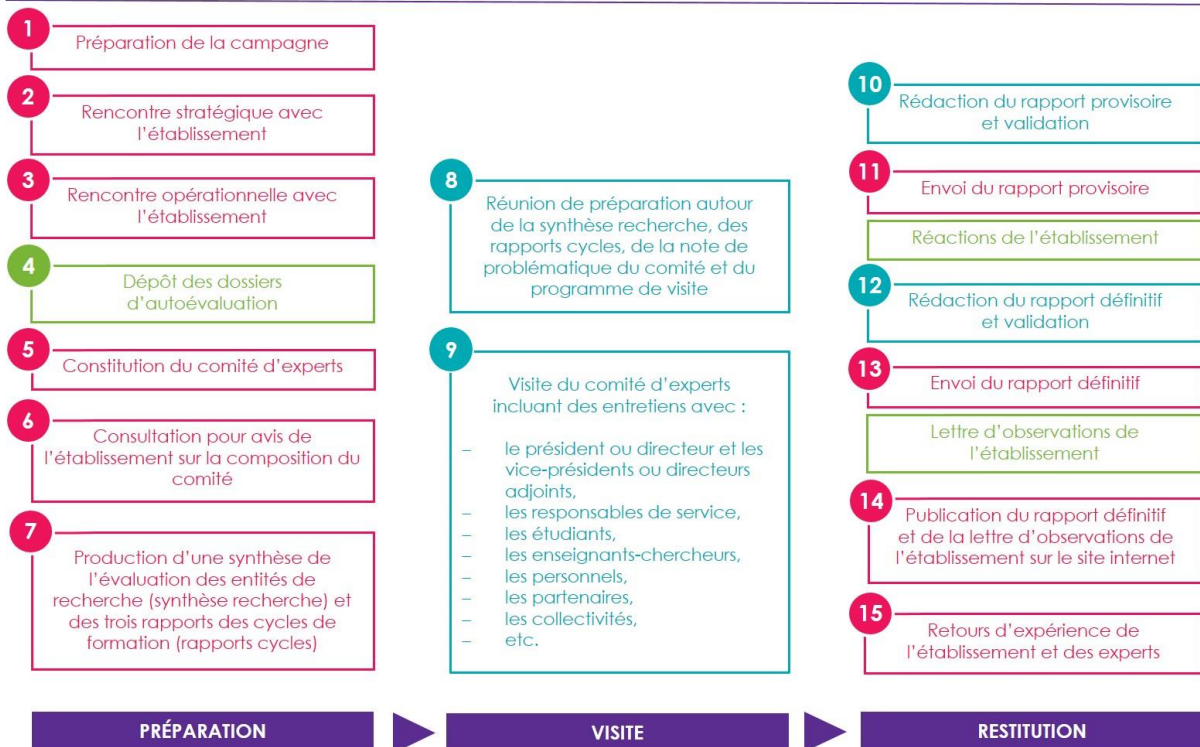 1
Préparation de la campagne
2
Rencontre stratégique avec
l'établissement
3
Rencontre opérationnelle avec
l'établissement
4
Dépôt des dossiers
d'autoévaluation
5
Constitution du comité d'experts
6
Consultation pour avis de
l'établissement sur la composition du
comité
7
Production d'une synthèse de
l'évaluation des entités de
recherche (synthèse recherche) et
des trois rapports des cycles de
formation (rapports cycles)
PRÉPARATION
8
Réunion de préparation autour
de la synthèse recherche, des
rapports cycles, de la note de
problématique du comité et du
programme de visite
9
Visite du comité d'experts
incluant des entretiens avec :
– le président ou directeur et les
vice-présidents ou directeurs
adjoints,
– les responsables de service,
– les étudiants,
– les enseignants-chercheurs,
– les personnels,
– les partenaires,
– les collectivités,
– etc.
VISITE
10
Rédaction du rapport provisoire
et validation
11
Envoi du rapport provisoire
Réactions de l'établissement
12
Rédaction du rapport définitif
et validation
13
Envoi du rapport définitif
Lettre d'observations de
l'établissement
14
Publication du rapport définitif
et de la lettre d'observations de
l'établissement sur le site internet
15
Retours d'expérience de
l'établissement et des experts
RESTITUTION